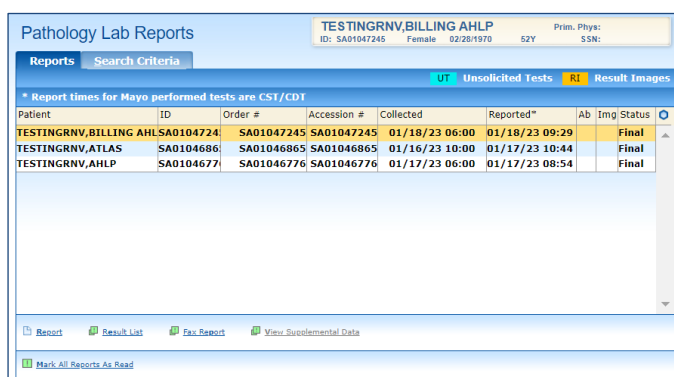 Pathology Lab Reports
TESTINGRNV,BILLING AHLP Prim. Phys:
ID: SA01047245 Female 02/28/1970 52Y SSN:
Reports Search Criteria
UT Unsolicited Tests RI Result Images
* Report times for Mayo performed tests are CST/CDT
Patient ID Order # Accession # Collected Reported* Ab Img Status
TESTINGRNV,BILLING AHL SA0104724 SA01047245 SA01047245 01/18/23 06:00 01/18/23 09:29 Final
TESTINGRNV,ATLAS SA0104686 SA01046865 SA01046865 01/16/23 10:00 01/17/23 10:44 Final
TESTINGRNV,AHLP SA0104677 SA01046776 SA01046776 01/17/23 06:00 01/17/23 08:54 Final
Report Result List Fax Report View Supplemental Data
Mark All Reports As Read